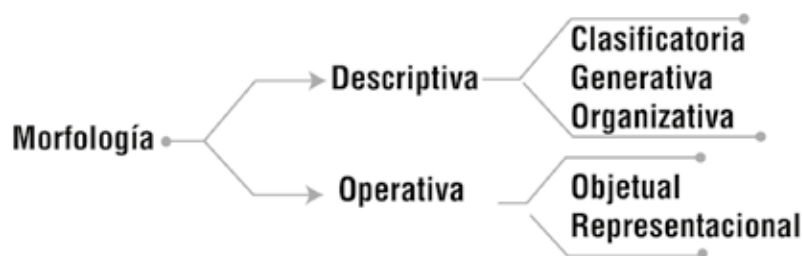 Morfología
Descriptiva
Clasificatoria
Generativa
Organizativa
Operativa
Objetual
Representacional